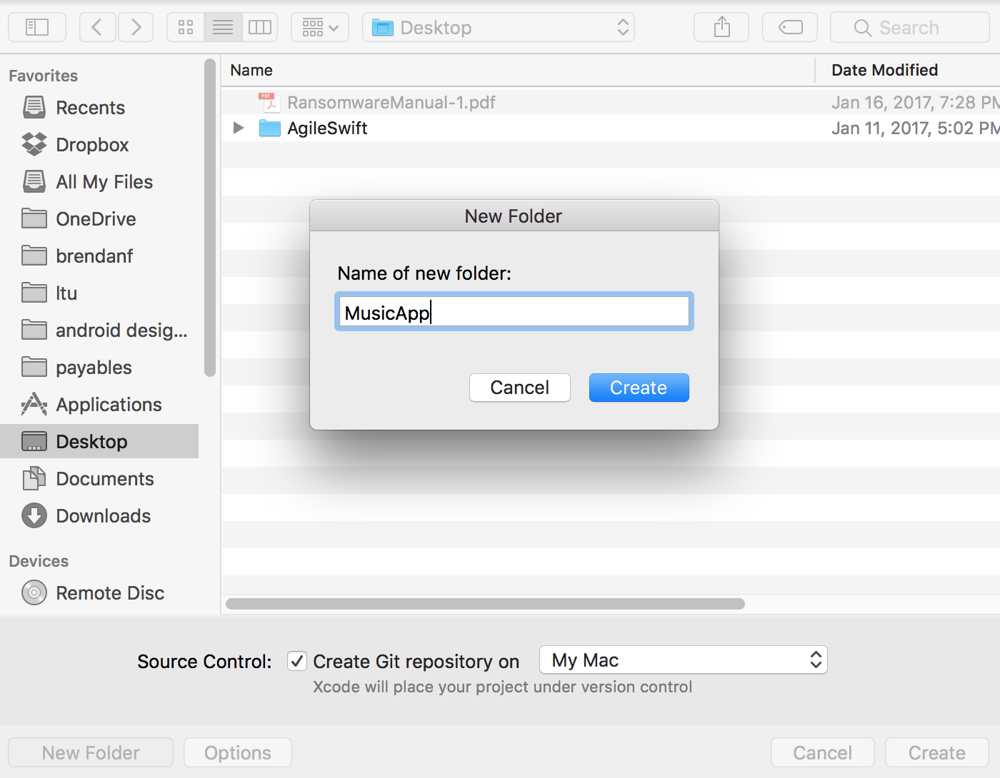 Desktop
Search
Favorites
Recents
Dropbox
All My Files
OneDrive
brendanf
ltu
android desig...
payables
Applications
Desktop
Documents
Downloads
Devices
Remote Disc
Name Date Modified
PDF RansomwareManual-1.pdf Jan 16, 2017, 7:28 PM
AgileSwift Jan 11, 2017, 5:02 PM
New Folder
Name of new folder:
MusicApp
Cancel Create
Source Control: Create Git repository on My Mac
Xcode will place your project under version control
New Folder Options Cancel Create